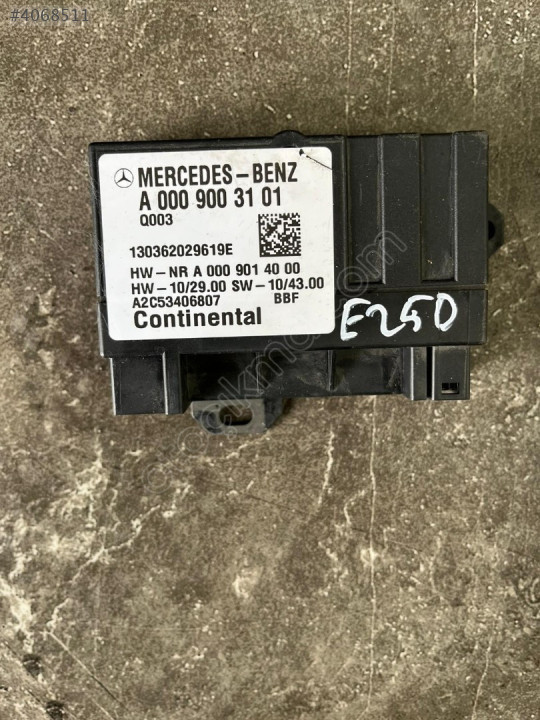 #4068511
MERCEDES-BENZ
A 000 900 31 01
Q003
130362029619E
HW-NR A 000 901 40 00
HW-10/29.00 SW-10/43.00
A2C53406807 BBF
Continental
E250